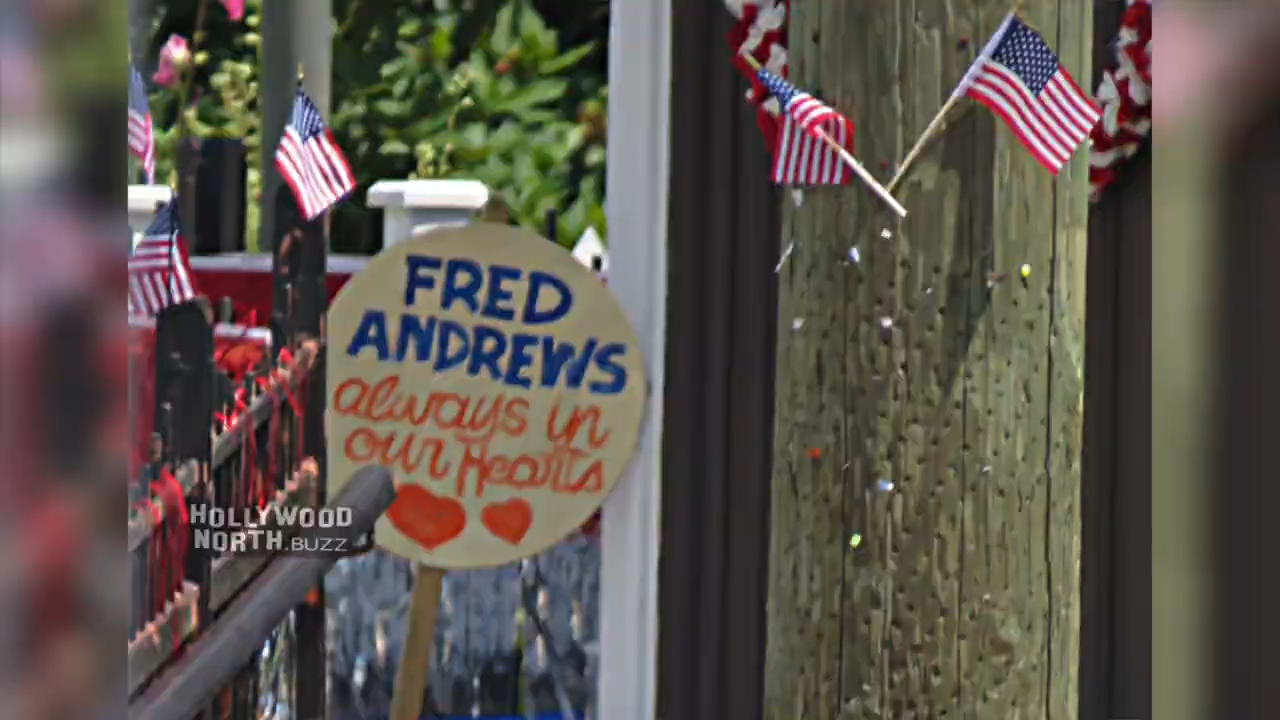 FRED
ANDREWS
always in
our Hearts
HOLLYWOOD
NORTH.BUZZ